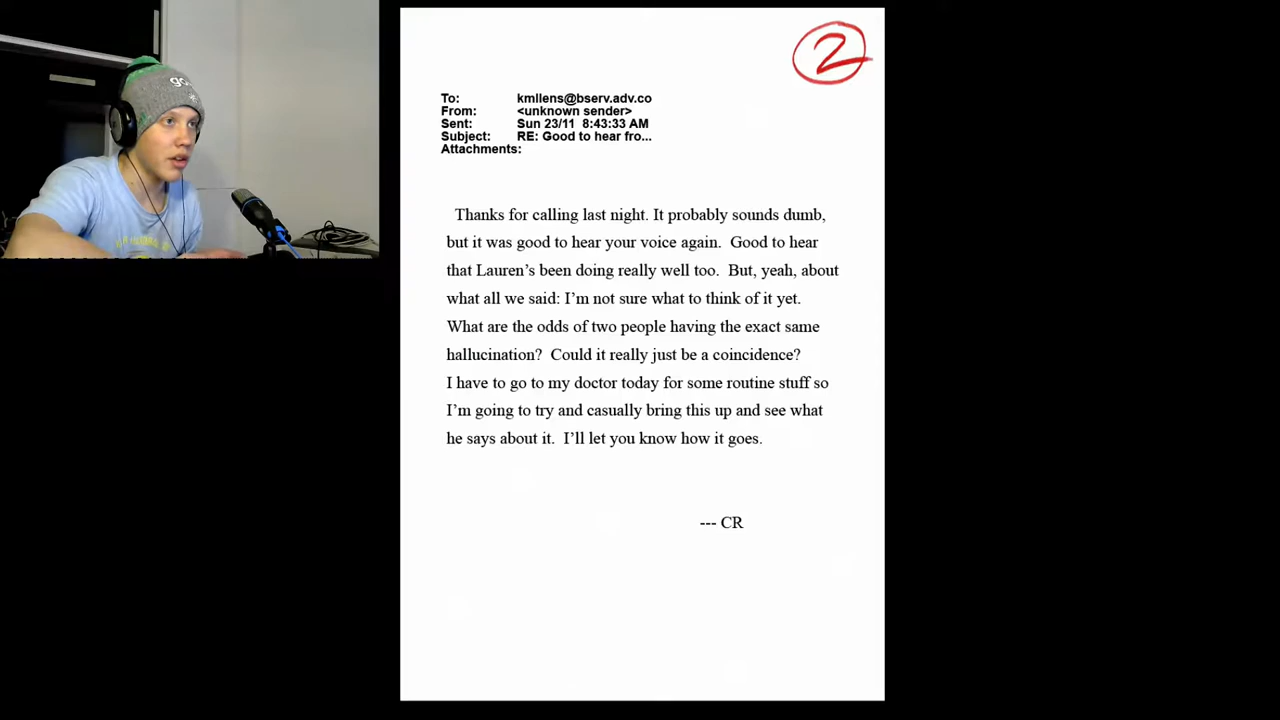 go
2
To: kmllens@bserv.adv.co
From: <unknown sender>
Sent: Sun 23/11 8:43:33 AM
Subject: RE: Good to hear fro...
Attachments:
Thanks for calling last night. It probably sounds dumb,
but it was good to hear your voice again. Good to hear
that Lauren’s been doing really well too. But, yeah, about
what all we said: I’m not sure what to think of it yet.
What are the odds of two people having the exact same
hallucination? Could it really just be a coincidence?
I have to go to my doctor today for some routine stuff so
I’m going to try and casually bring this up and see what
he says about it. I’ll let you know how it goes.
--- CR